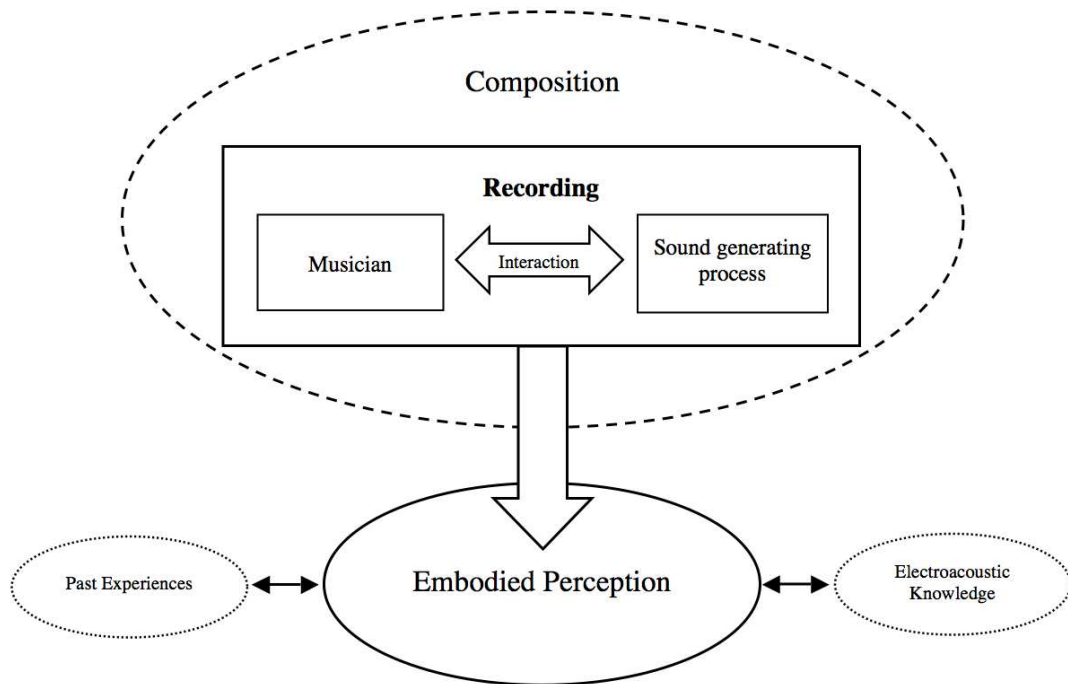 Composition
Recording
Musician
Interaction
Sound generating
process
Embodied Perception
Past Experiences
Electroacoustic
Knowledge